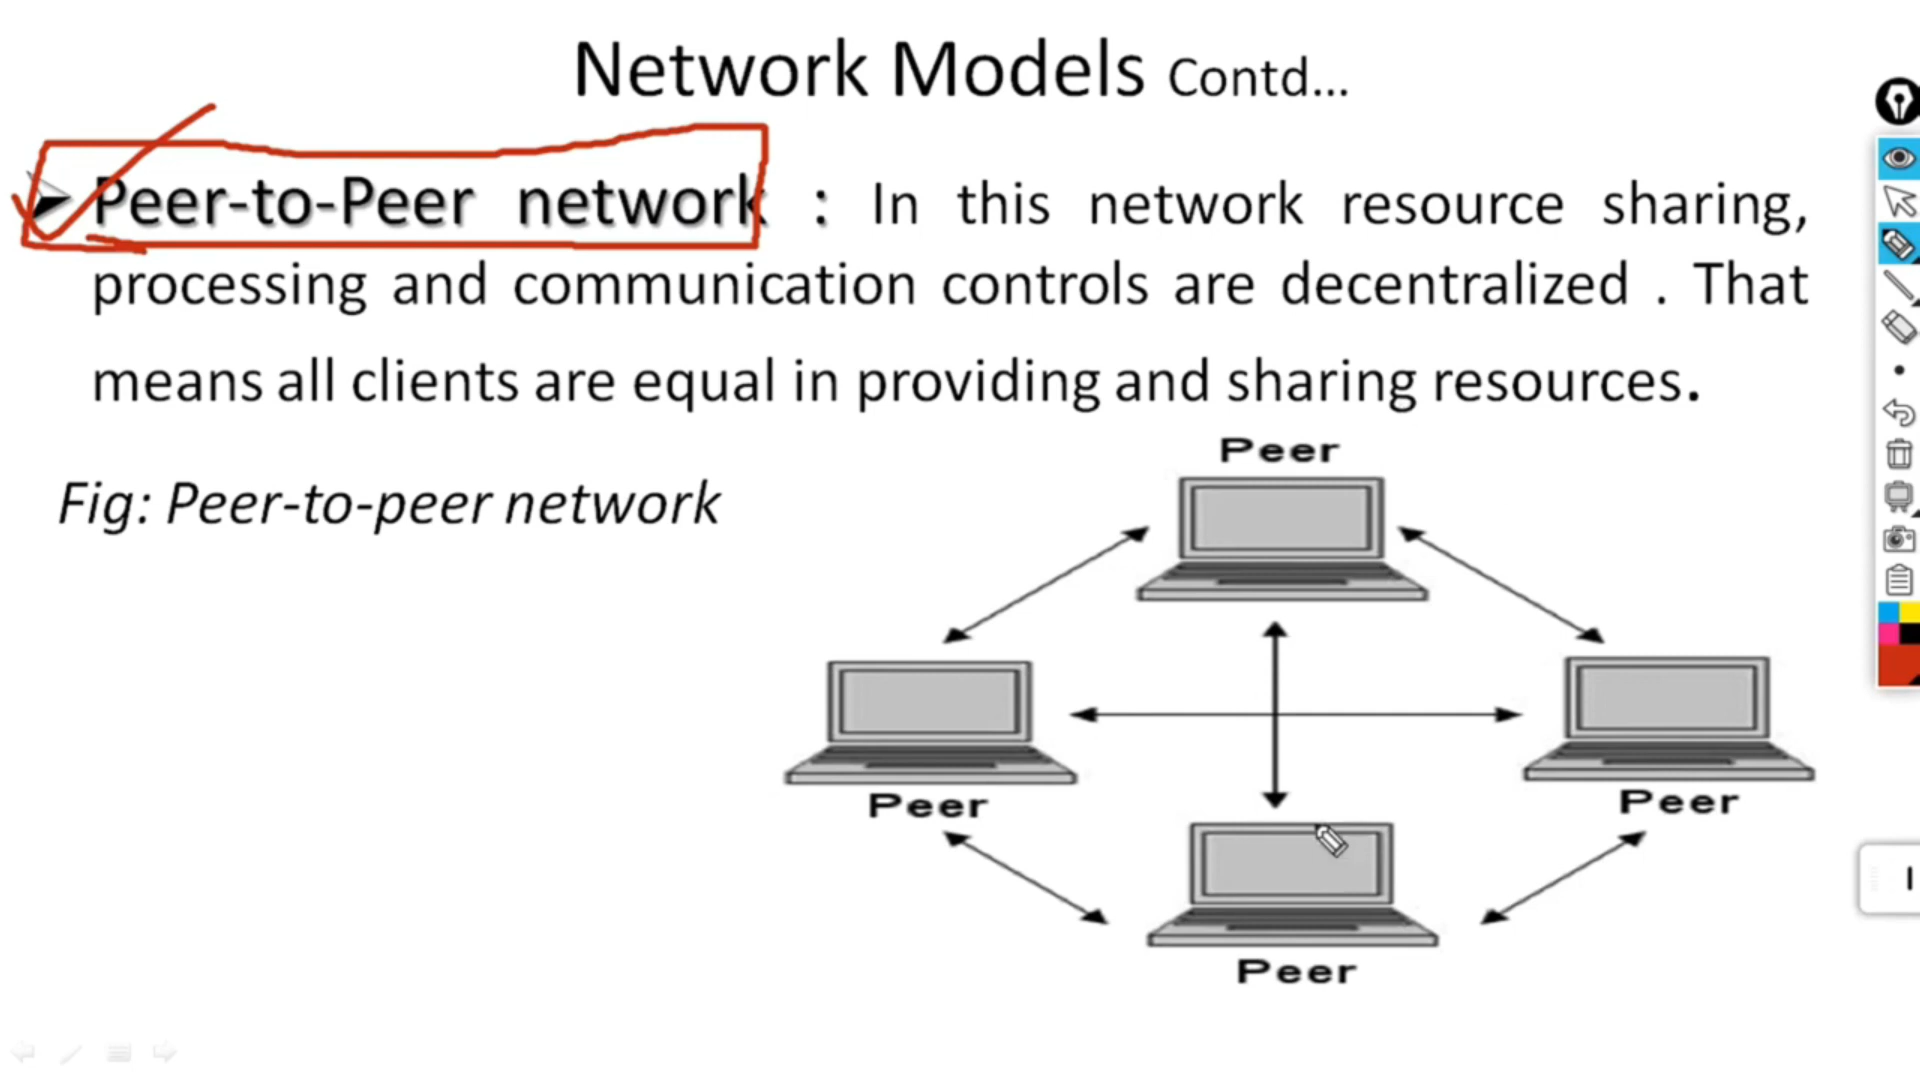 Network Models Contd...
Peer-to-Peer network : In this network resource sharing,
processing and communication controls are decentralized . That
means all clients are equal in providing and sharing resources.
Fig: Peer-to-peer network
Peer
Peer
Peer
Peer